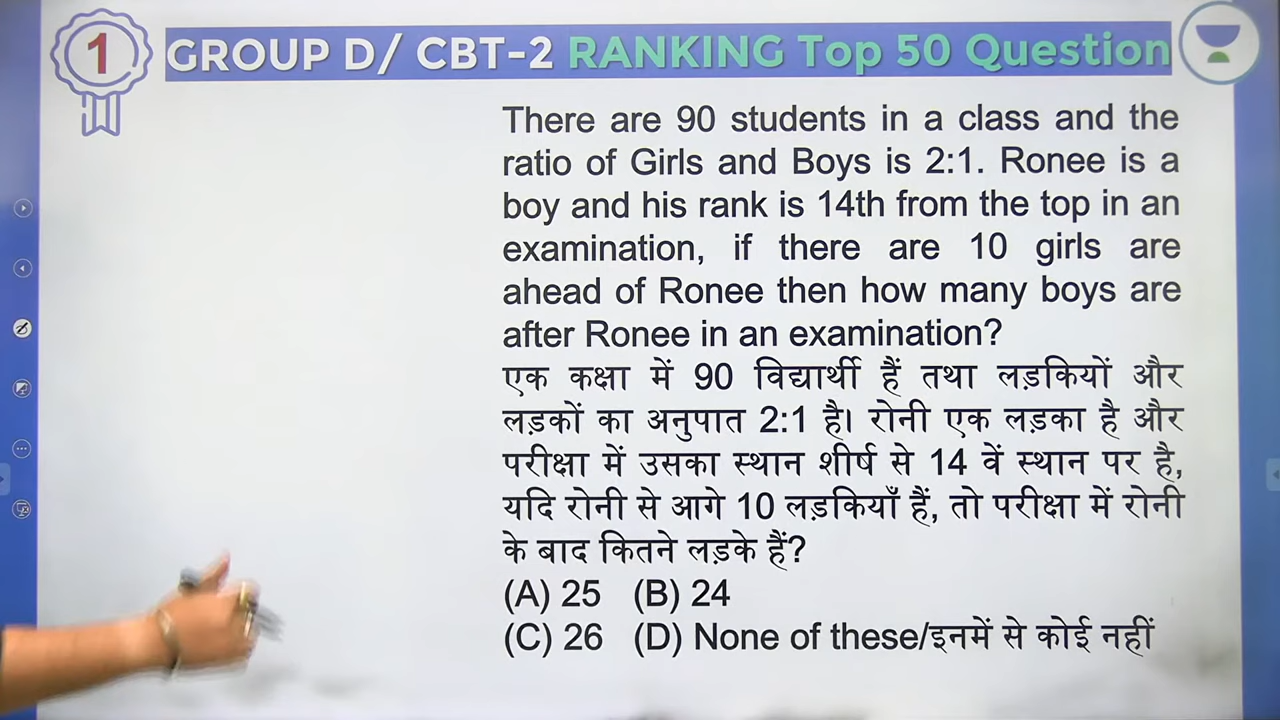 1
GROUP D/ CBT-2 RANKING Top 50 Question
There are 90 students in a class and the
ratio of Girls and Boys is 2:1. Ronee is a
boy and his rank is 14th from the top in an
examination, if there are 10 girls are
ahead of Ronee then how many boys are
after Ronee in an examination?
एक कक्षा में 90 विद्यार्थी हैं तथा लड़कियों और
लड़कों का अनुपात 2:1 है। रोनी एक लड़का है और
परीक्षा में उसका स्थान शीर्ष से 14 वें स्थान पर है,
यदि रोनी से आगे 10 लड़कियाँ हैं, तो परीक्षा में रोनी
के बाद कितने लड़के हैं?
(A) 25 (B) 24
(C) 26 (D) None of these/इनमें से कोई नहीं